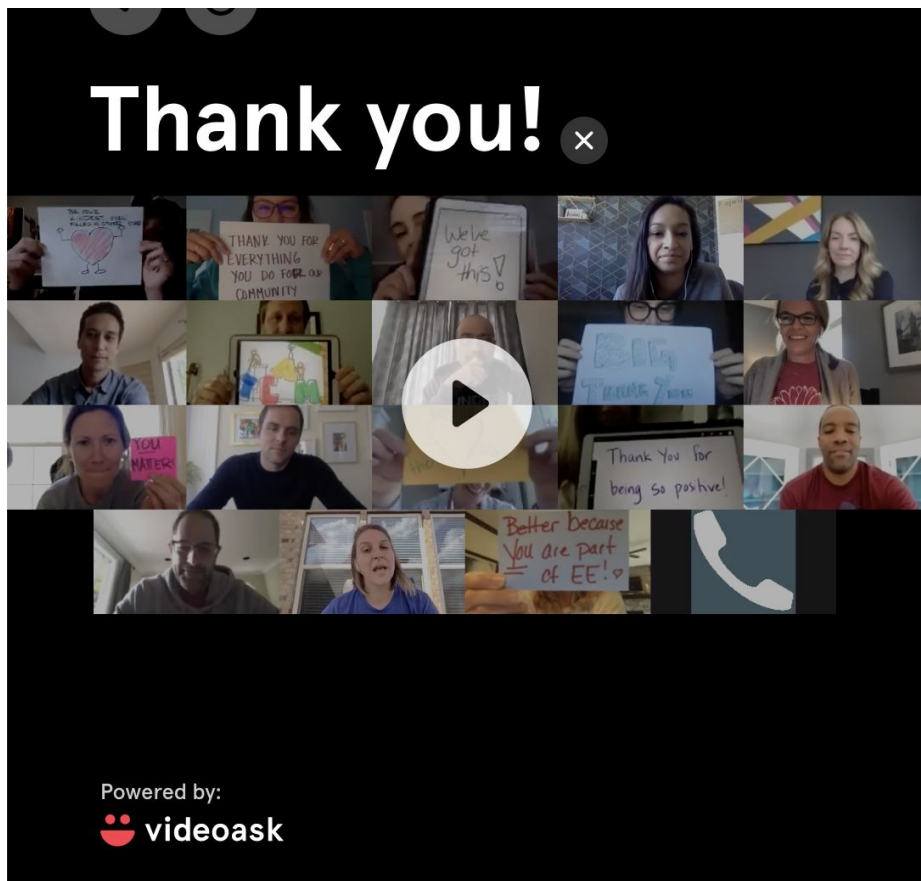 Thank you!
THANK YOU FOR
EVERYTHING
YOU DO FOR OUR
COMMUNITY
We've
got
this!
BIG
THANK YOU
YOU
MATTER!
Thank You for
being so positive!
Better because
You are part
of EE!
Powered by:
videoask